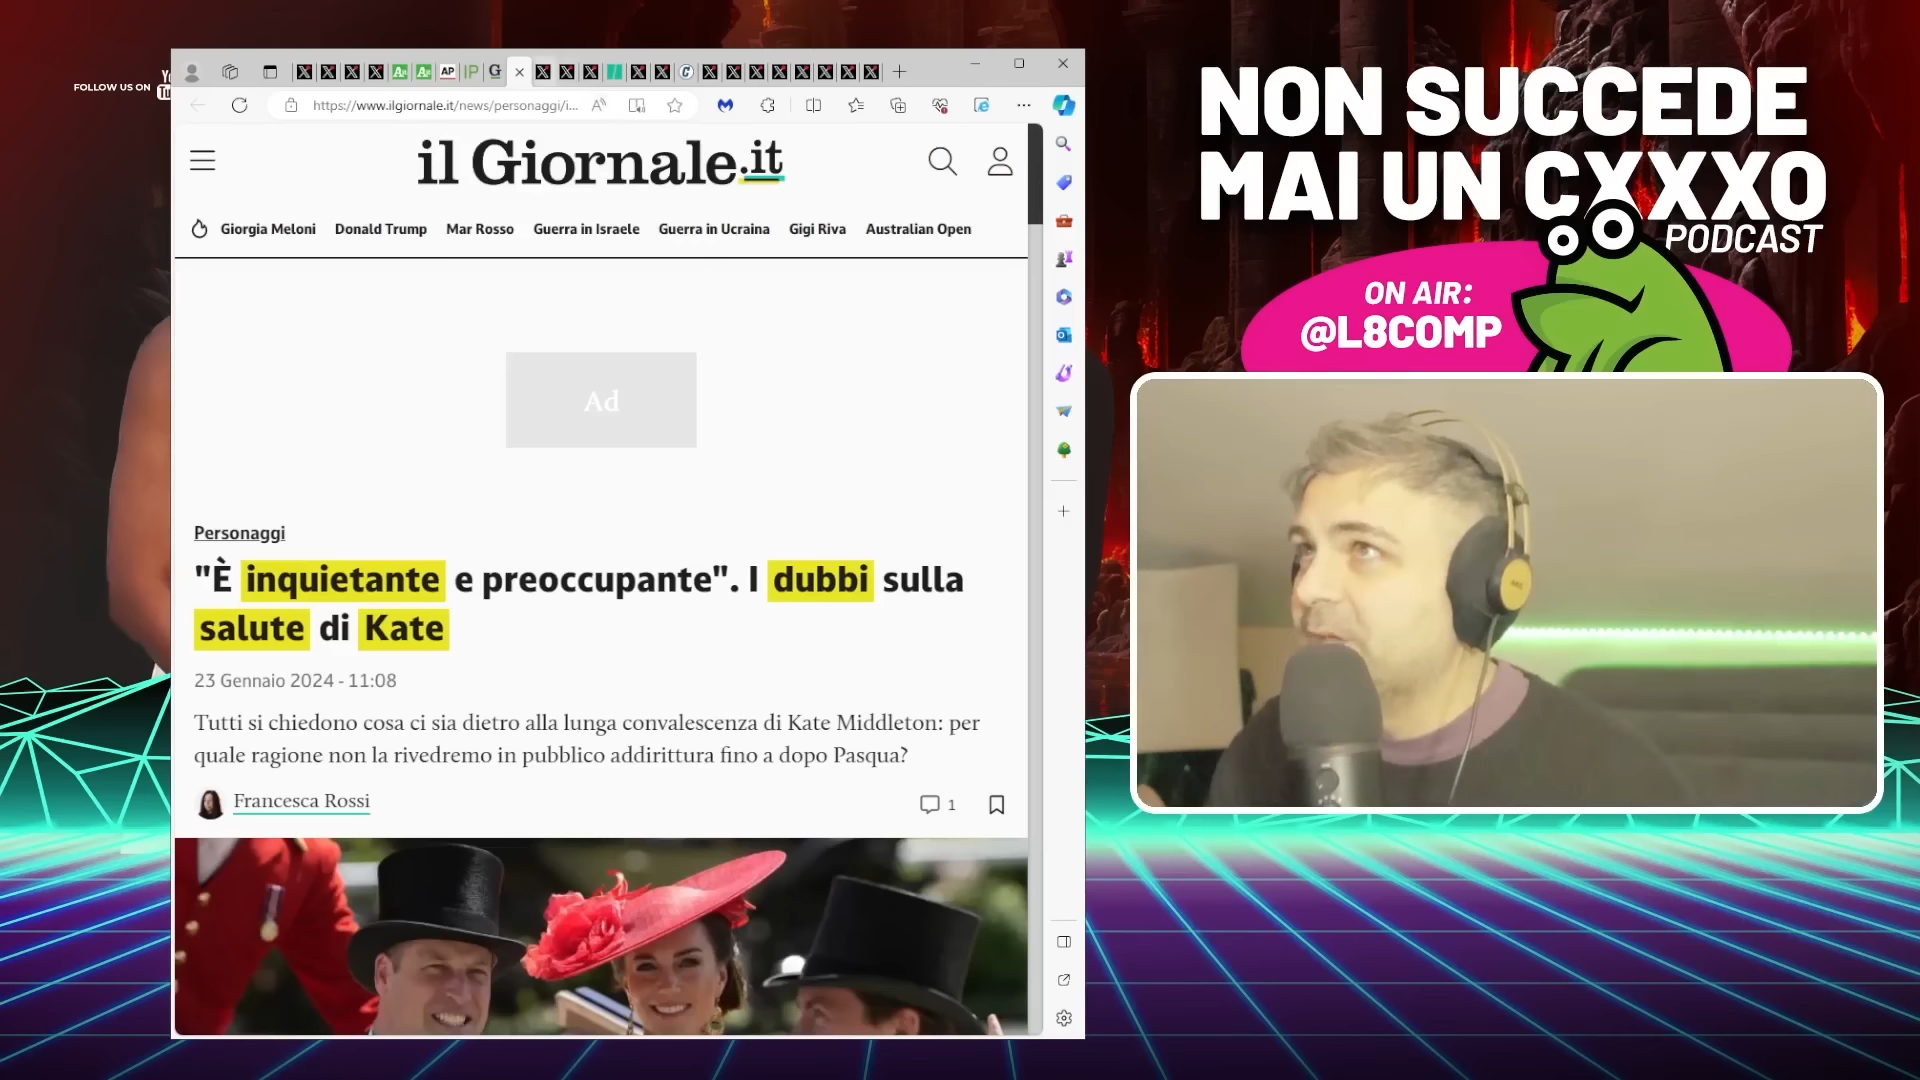 FOLLOW US ON
https://www.ilgiornale.it/news/personaggi/i...
il Giornale.it
Giorgia Meloni Donald Trump Mar Rosso Guerra in Israele Guerra in Ucraina Gigi Riva Australian Open
Ad
Personaggi
"È inquietante e preoccupante". I dubbi sulla
salute di Kate
23 Gennaio 2024 - 11:08
Tutti si chiedono cosa ci sia dietro alla lunga convalescenza di Kate Middleton: per
quale ragione non la rivedremo in pubblico addirittura fino a dopo Pasqua?
Francesca Rossi
1
NON SUCCEDE
MAI UN CXXXO
PODCAST
ON AIR:
@L8COMP